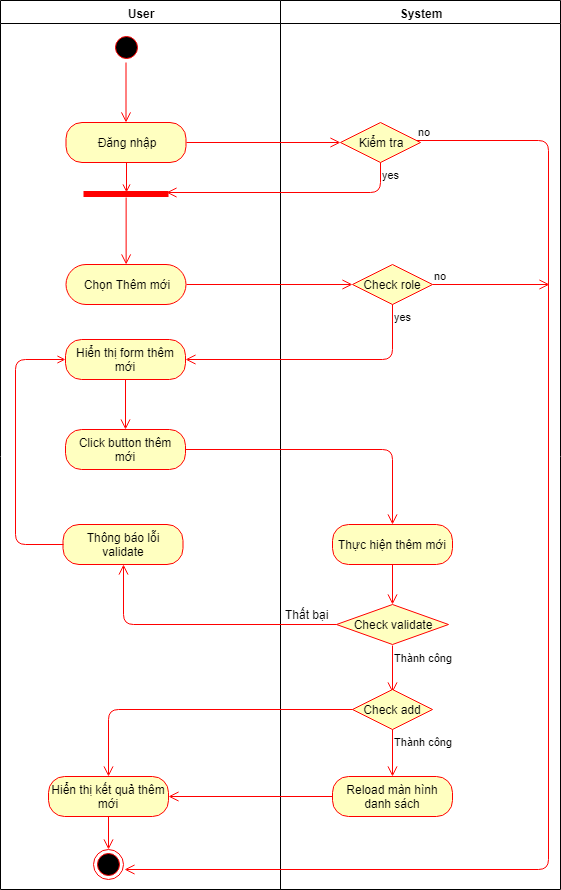 User
System
Đăng nhập
Kiểm tra
no
yes
Chọn Thêm mới
Check role
no
yes
Hiển thị form thêm
mới
Click button thêm
mới
Thông báo lỗi
validate
Thực hiện thêm mới
Thất bại
Check validate
Thành công
Check add
Thành công
Hiển thị kết quả thêm
mới
Reload màn hình
danh sách